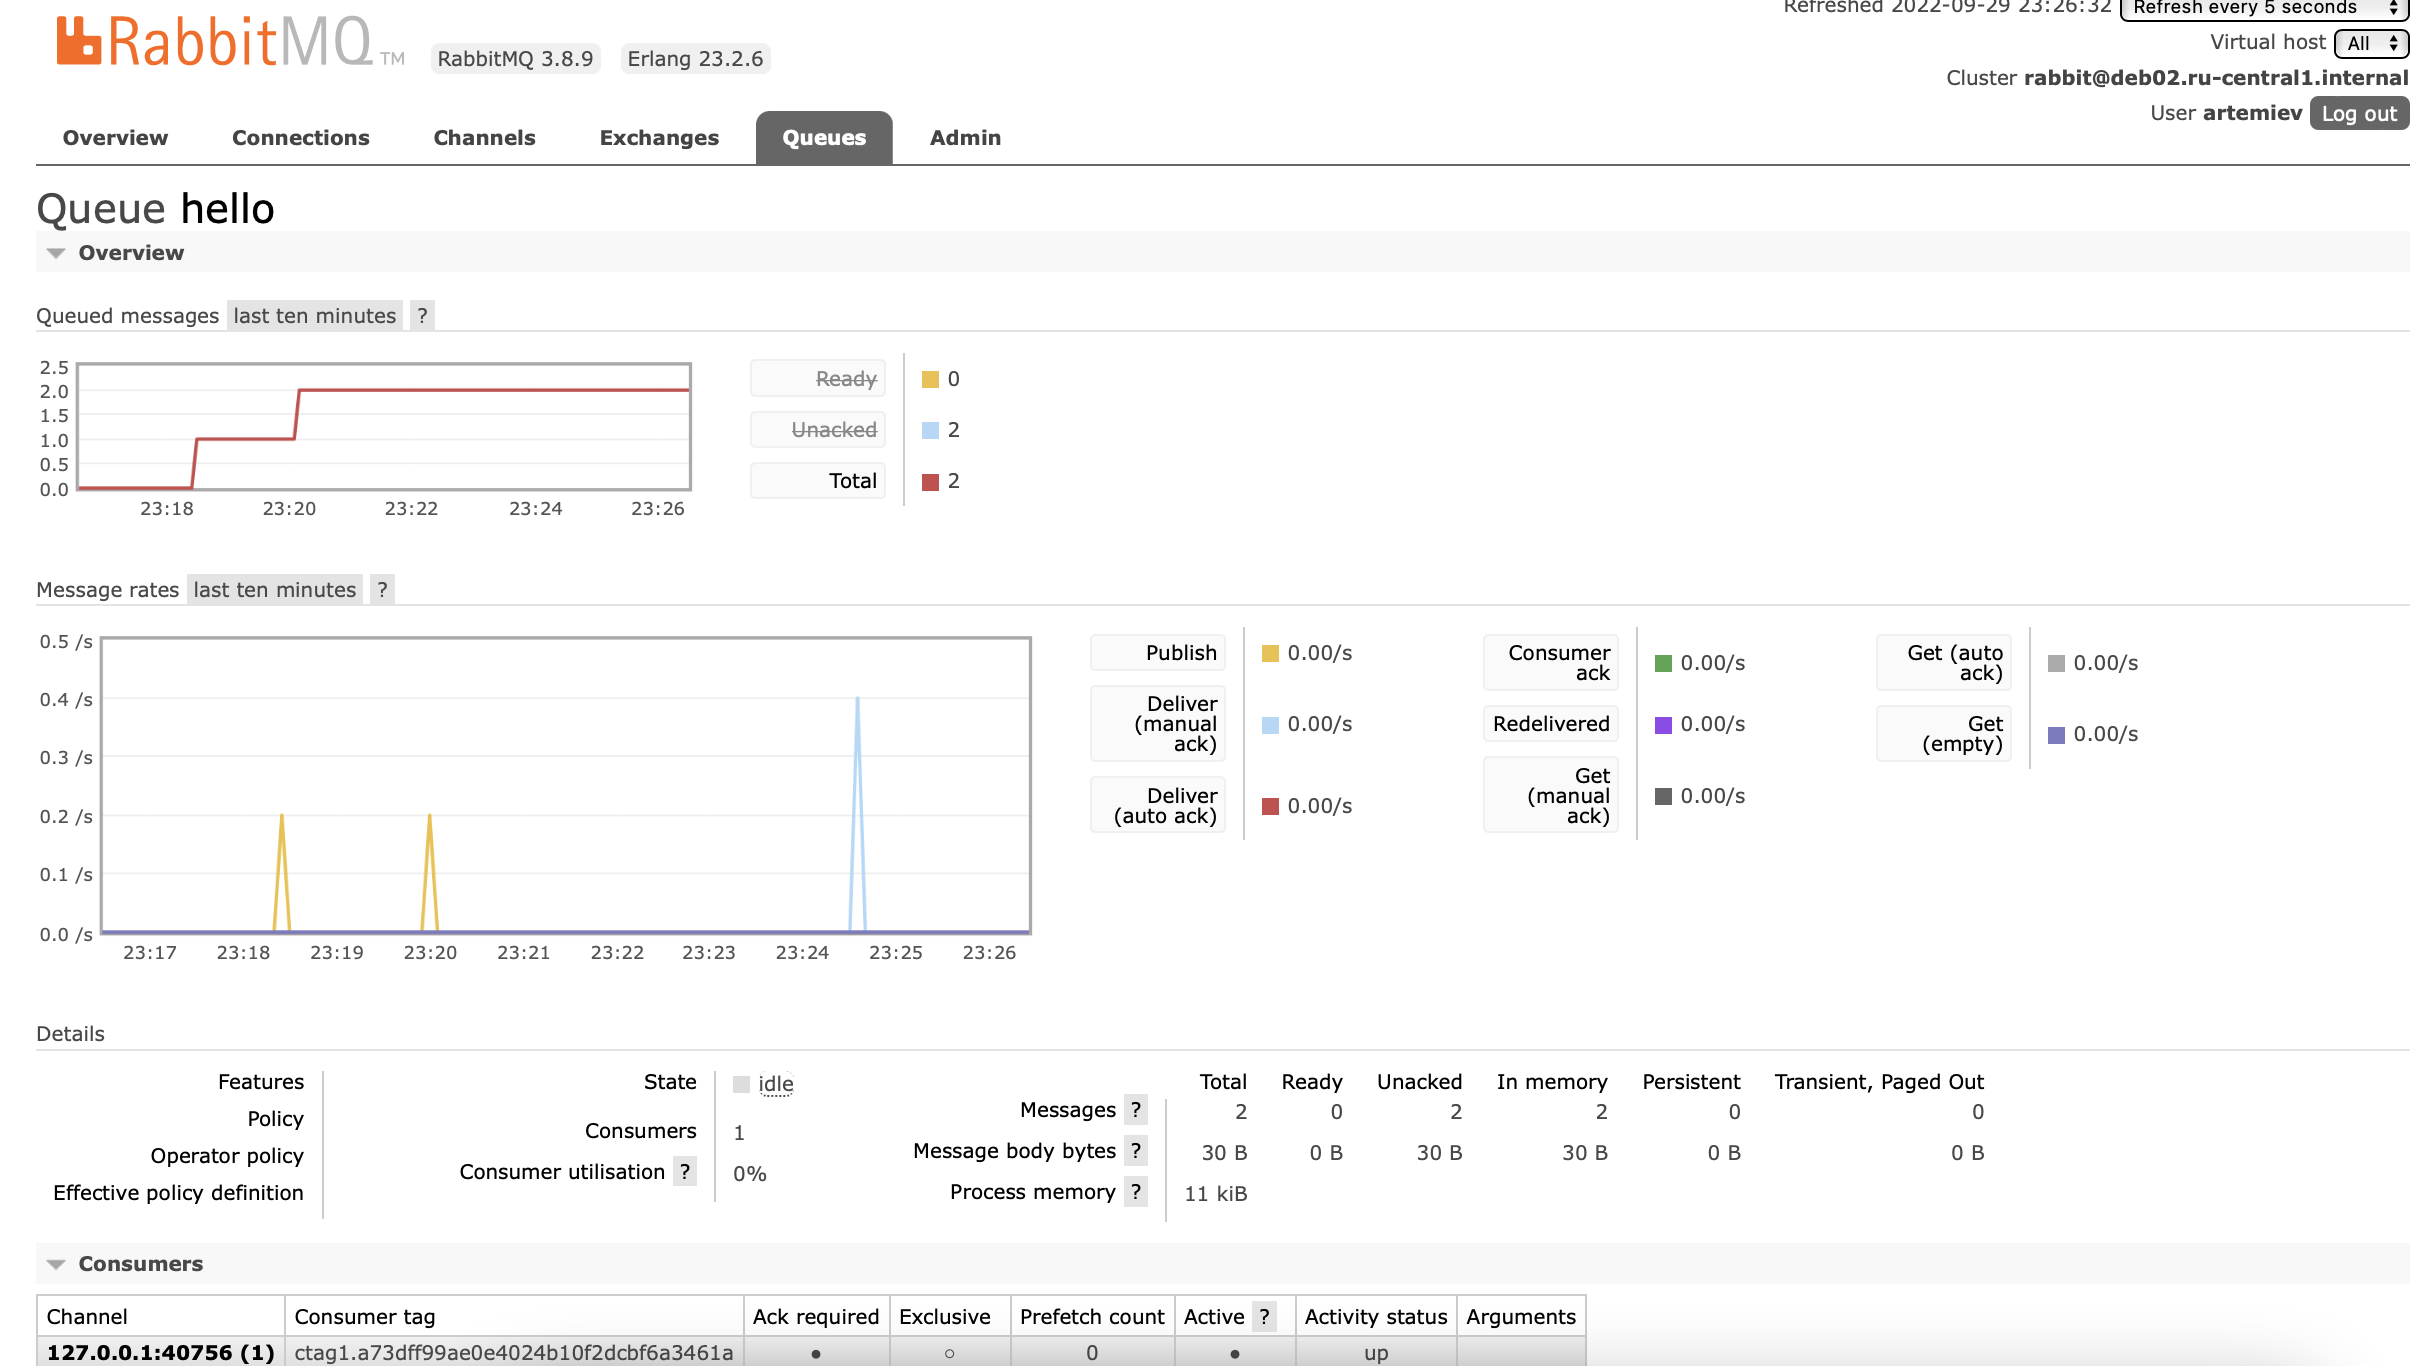 Refreshed 2022-09-29 23:26:32 Refresh every 5 seconds
RabbitMQ TM RabbitMQ 3.8.9 Erlang 23.2.6
Virtual host All
Cluster rabbit@deb02.ru-central1.internal
User artemiev Log out
Overview Connections Channels Exchanges Queues Admin
Queue hello
Overview
Queued messages last ten minutes ?
2.5
2.0
1.5
1.0
0.5
0.0
23:18 23:20 23:22 23:24 23:26
Ready 0
Unacked 2
Total 2
Message rates last ten minutes ?
0.5 /s
0.4 /s
0.3 /s
0.2 /s
0.1 /s
0.0 /s
23:17 23:18 23:19 23:20 23:21 23:22 23:23 23:24 23:25 23:26
Publish 0.00/s
Deliver
(manual 0.00/s
ack)
Deliver
(auto ack) 0.00/s
Consumer
ack 0.00/s
Redelivered 0.00/s
Get
(manual 0.00/s
ack)
Get (auto
ack) 0.00/s
Get
(empty) 0.00/s
Details
Features
Policy
Operator policy
Effective policy definition
State idle
Consumers 1
Consumer utilisation ? 0%
Total Ready Unacked In memory Persistent Transient, Paged Out
Messages ? 2 0 2 2 0 0
Message body bytes ? 30 B 0 B 30 B 30 B 0 B 0 B
Process memory ? 11 kiB
Consumers
Channel Consumer tag Ack required Exclusive Prefetch count Active ? Activity status Arguments
127.0.0.1:40756 (1) ctag1.a73dff99ae0e4024b10f2dcbf6a3461a ● ○ 0 ● up